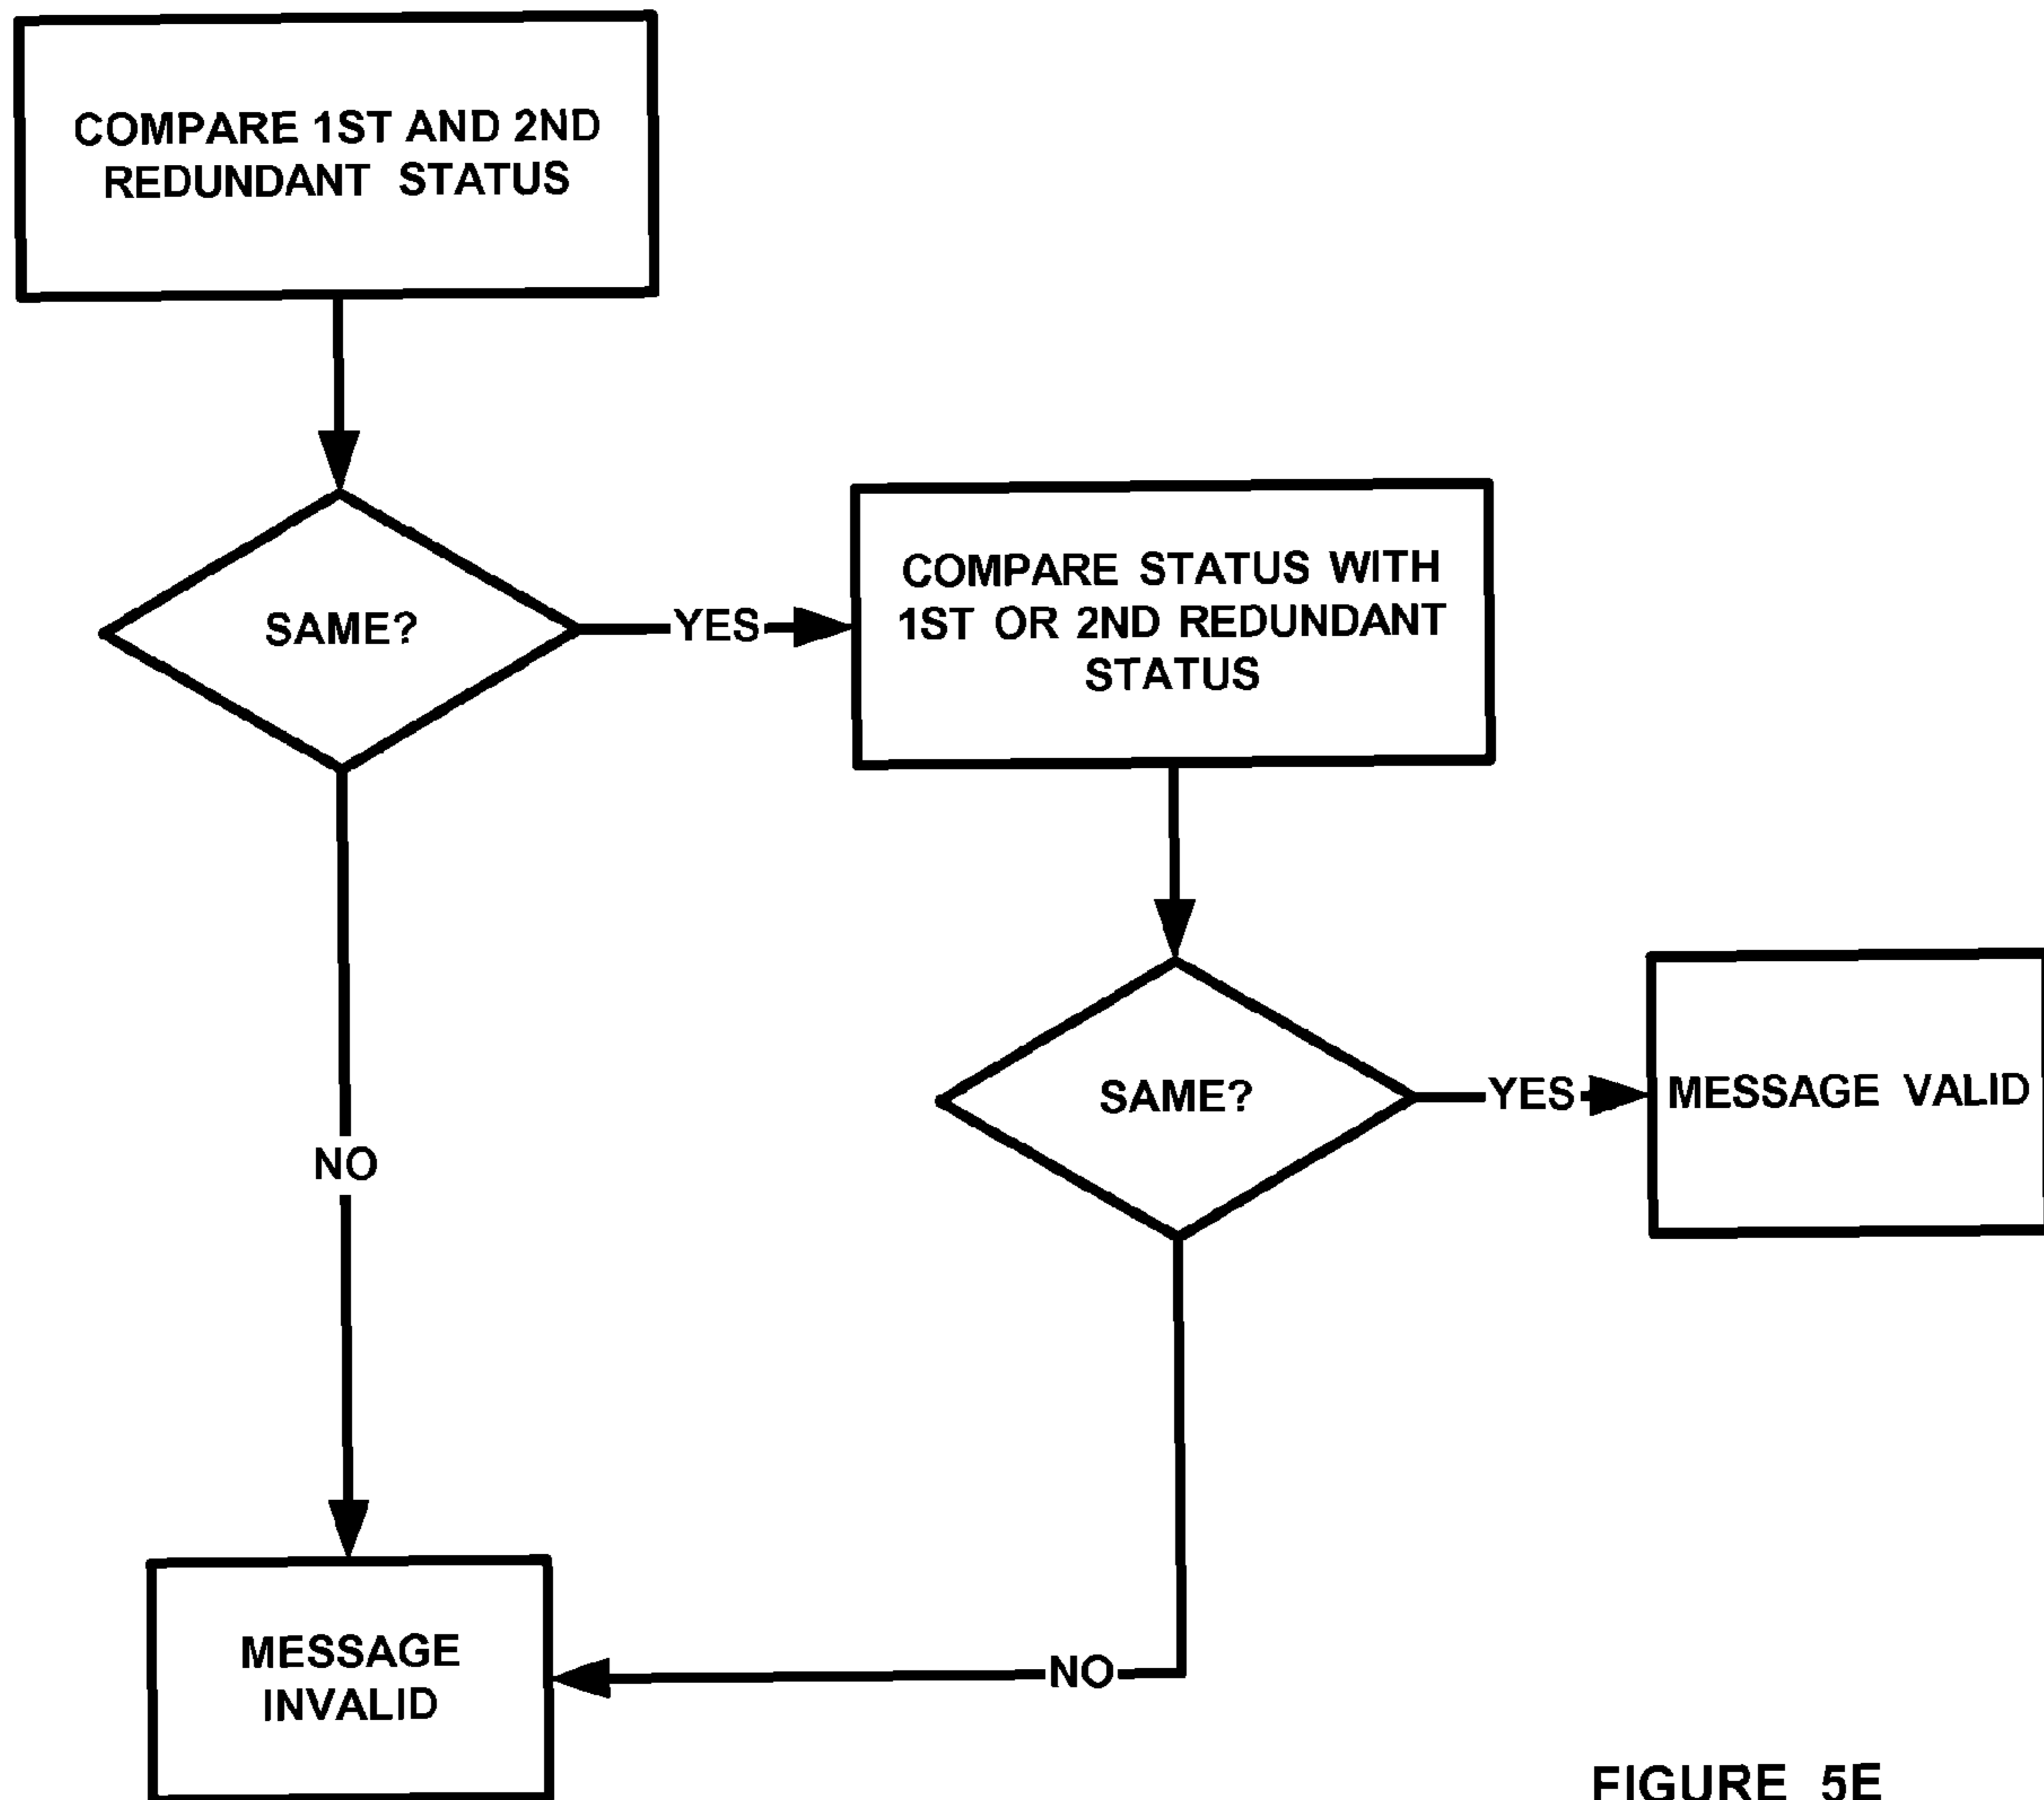 COMPARE 1ST AND 2ND
REDUNDANT STATUS
SAME?
YES
COMPARE STATUS WITH
1ST OR 2ND REDUNDANT
STATUS
SAME?
YES
MESSAGE VALID
NO
NO
MESSAGE
INVALID
FIGURE 5E